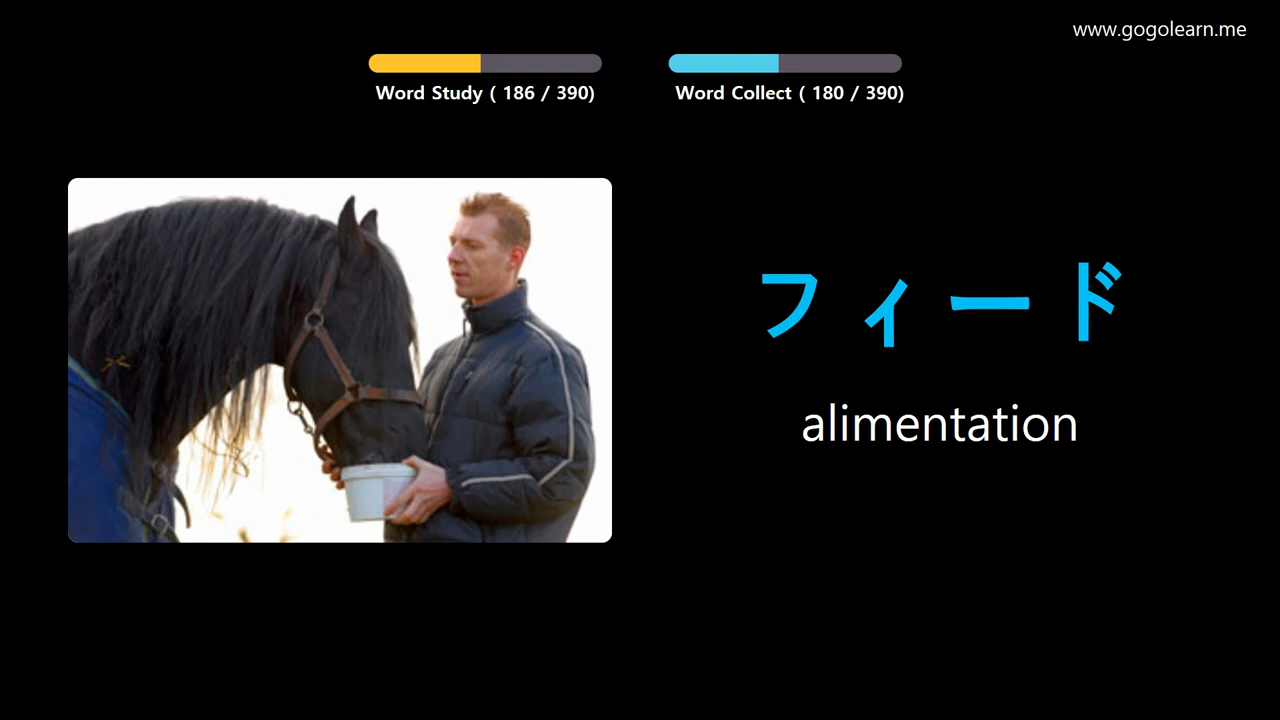 www.gogolearn.me
Word Study ( 186 / 390)
Word Collect ( 180 / 390)
フィード
alimentation